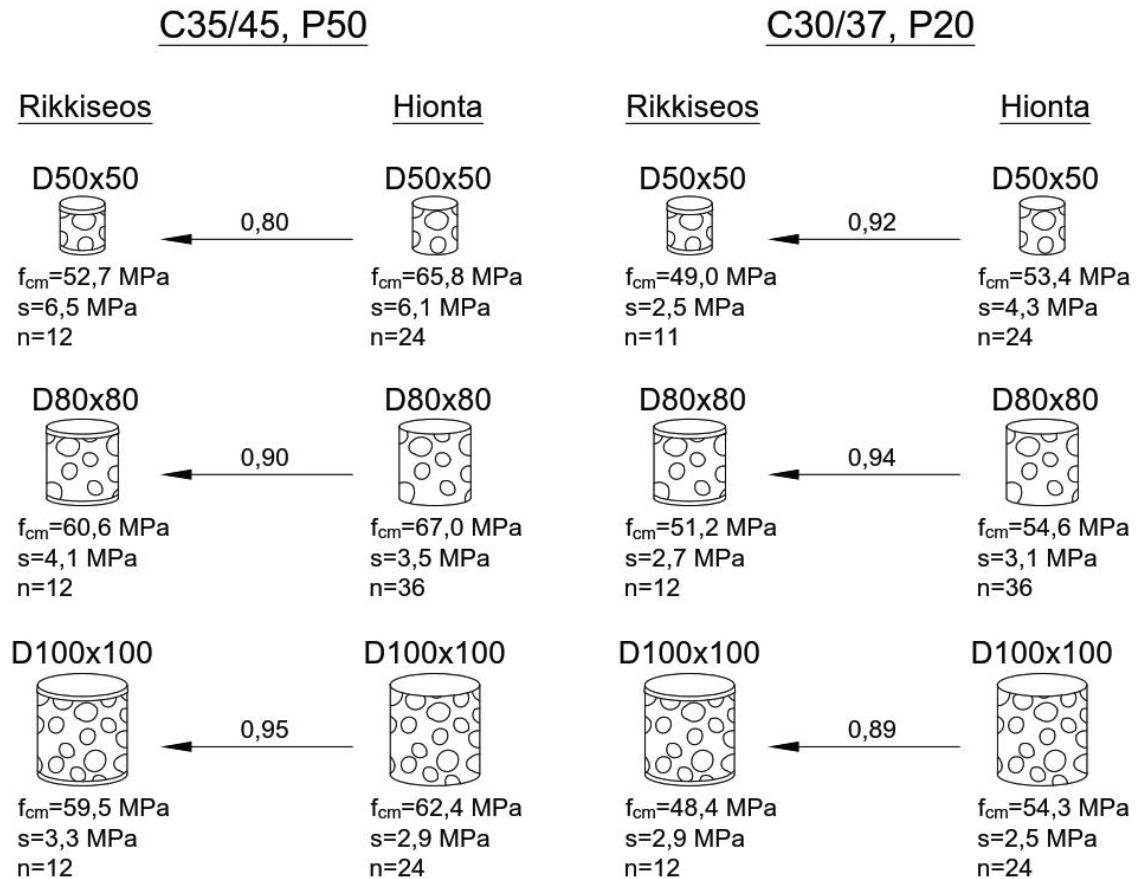 C35/45, P50
Rikkiseos
Hionta
D50x50
D50x50
0,80
fcm=52,7 MPa
s=6,5 MPa
n=12
fcm=65,8 MPa
s=6,1 MPa
n=24
D80x80
D80x80
0,90
fcm=60,6 MPa
s=4,1 MPa
n=12
fcm=67,0 MPa
s=3,5 MPa
n=36
D100x100
D100x100
0,95
fcm=59,5 MPa
s=3,3 MPa
n=12
fcm=62,4 MPa
s=2,9 MPa
n=24
C30/37, P20
Rikkiseos
Hionta
D50x50
D50x50
0,92
fcm=49,0 MPa
s=2,5 MPa
n=11
fcm=53,4 MPa
s=4,3 MPa
n=24
D80x80
D80x80
0,94
fcm=51,2 MPa
s=2,7 MPa
n=12
fcm=54,6 MPa
s=3,1 MPa
n=36
D100x100
D100x100
0,89
fcm=48,4 MPa
s=2,9 MPa
n=12
fcm=54,3 MPa
s=2,5 MPa
n=24